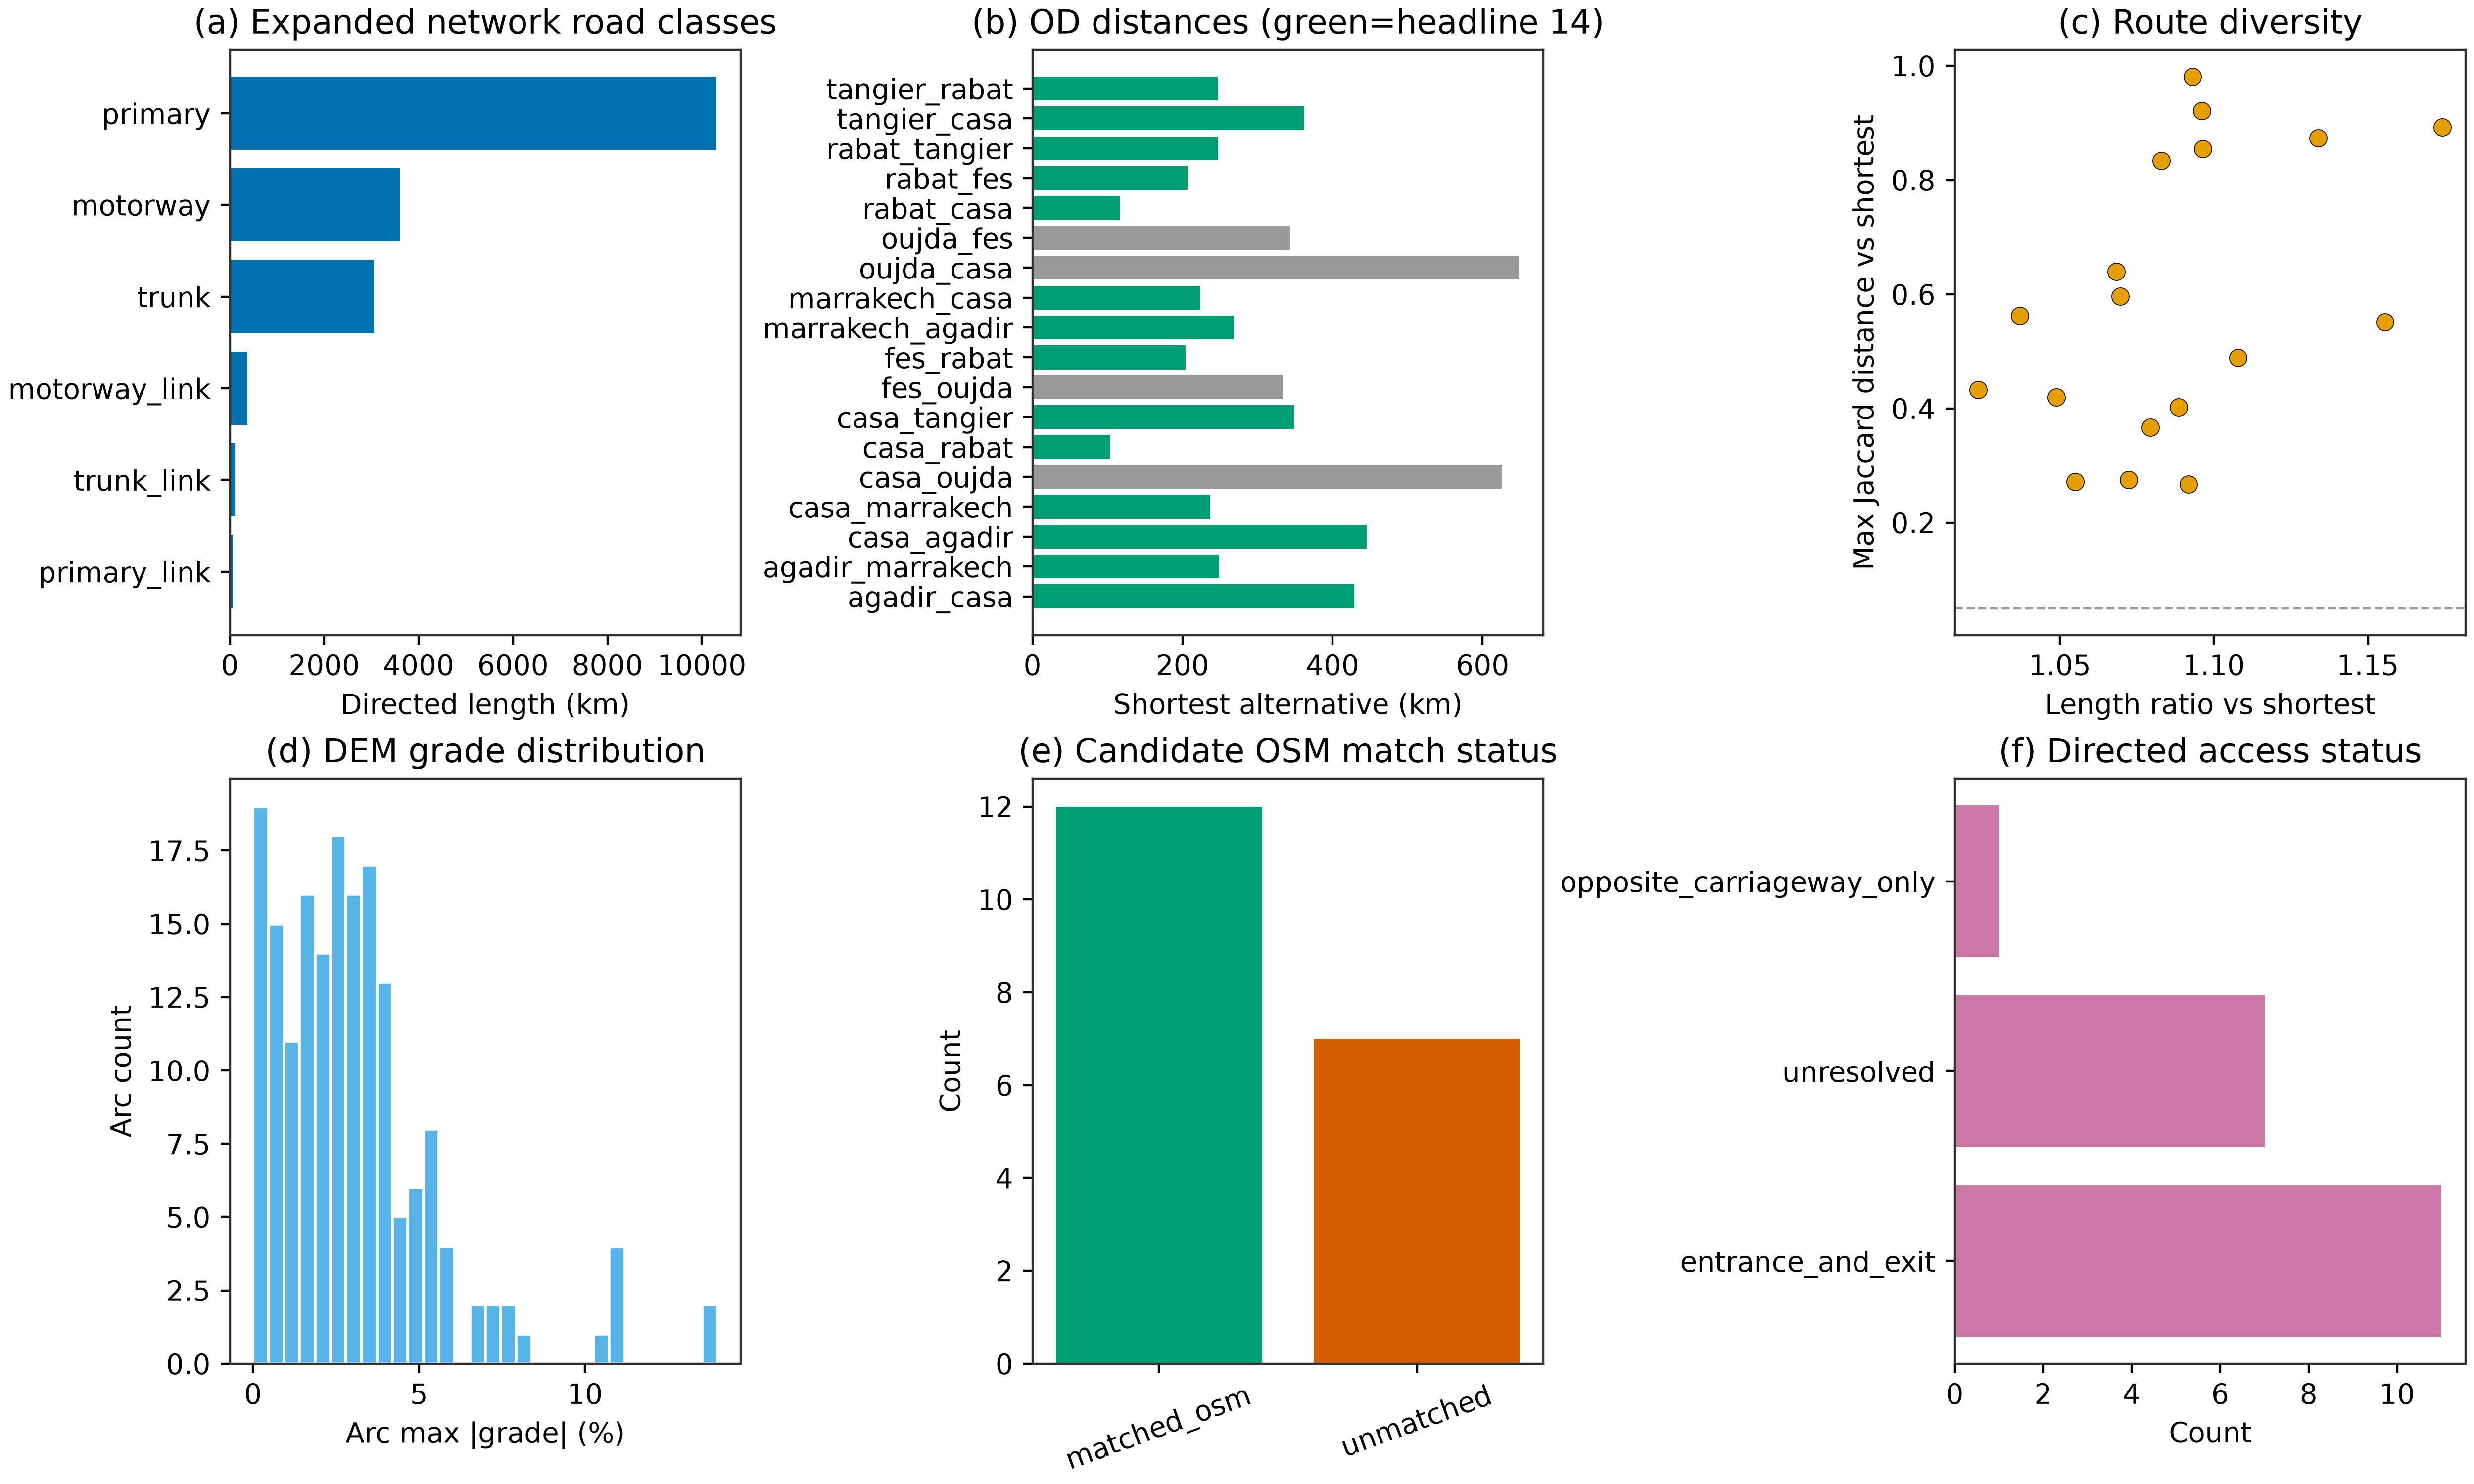 (a) Expanded network road classes
primary
motorway
trunk
motorway_link
trunk_link
primary_link
0 2000 4000 6000 8000 10000
Directed length (km)
(b) OD distances (green=headline 14)
tangier_rabat
tangier_casa
rabat_tangier
rabat_fes
rabat_casa
oujda_fes
oujda_casa
marrakech_casa
marrakech_agadir
fes_rabat
fes_oujda
casa_tangier
casa_rabat
casa_oujda
casa_marrakech
casa_agadir
agadir_marrakech
agadir_casa
0 200 400 600
Shortest alternative (km)
(c) Route diversity
Max Jaccard distance vs shortest
1.0
0.8
0.6
0.4
0.2
1.05 1.10 1.15
Length ratio vs shortest
(d) DEM grade distribution
Arc count
17.5
15.0
12.5
10.0
7.5
5.0
2.5
0.0
0 5 10
Arc max |grade| (%)
(e) Candidate OSM match status
Count
12
10
8
6
4
2
0
matched_osm
unmatched
(f) Directed access status
opposite_carriageway_only
unresolved
entrance_and_exit
0 2 4 6 8 10
Count